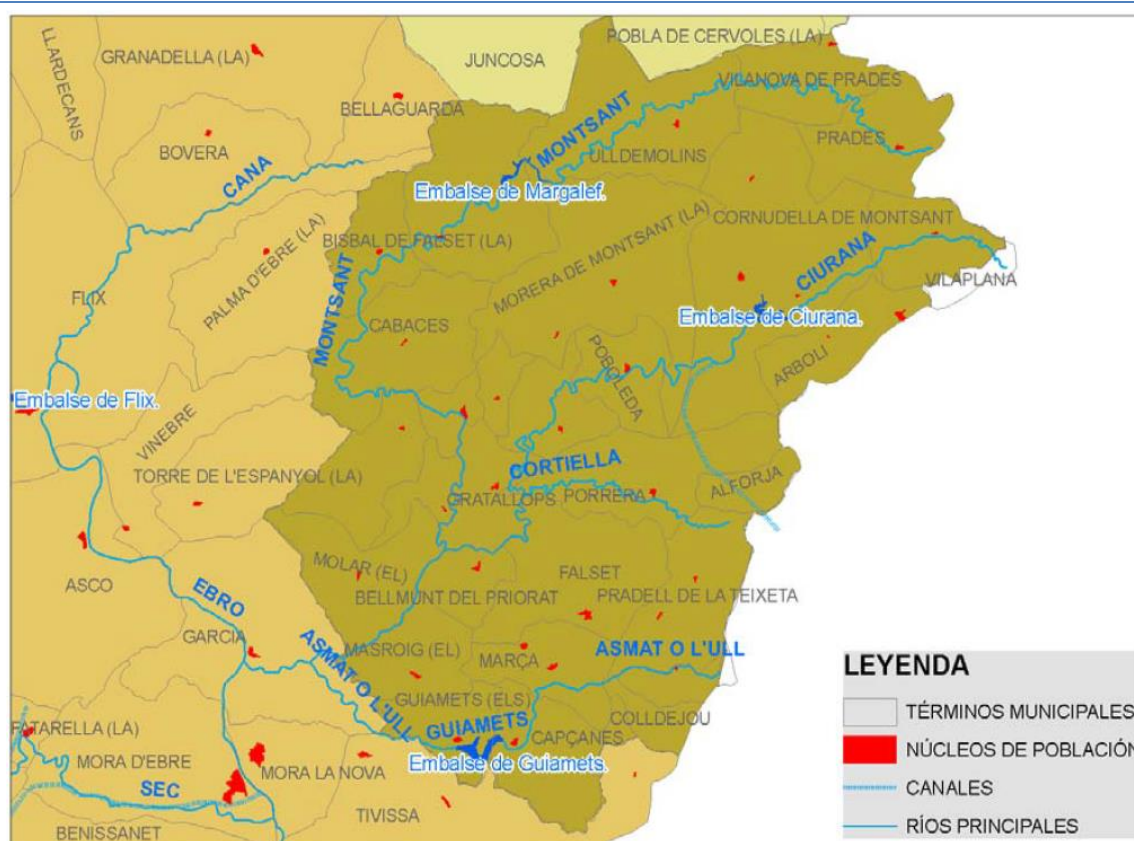 LLARDECANS
GRANADELLA (LA)
JUNCOSA
POBLA DE CERVOLES (LA)
VILANOVA DE PRADES
BELLAGUARDA
MONTSANT
PRADES
BOVERA
ULLDEMOLINS
CANA
Embalse de Margalef.
CORNUDELLA DE MONTSANT
BISBAL DE FALSET (LA)
PALMA D'EBRE (LA)
MORERA DE MONTSANT (LA)
CIURANA
VILAPLANA
FLIX
MONTSANT
CABACES
Embalse de Ciurana.
POBOLEDA
ARBOLI
Embalse de Flix.
VINEBRE
TORRE DE L'ESPANYOL (LA)
CORTIELLA
GRATALLOPS
PORRERA
ALFORJA
MOLAR (EL)
FALSET
ASCO
EBRO
BELLMUNT DEL PRIORAT
PRADELL DE LA TEIXETA
GARCIA
ASMAT O L'ULL
MASROIG (EL)
MARÇA
ASMAT O L'ULL
GUIAMETS (ELS)
COLLDEJOU
FATARELLA (LA)
GUIAMETS
CAPÇANES
MORA D'EBRE
MORA LA NOVA
Embalse de Guiamets.
SEC
TIVISSA
BENISSANET
LEYENDA
TÉRMINOS MUNICIPALES
NÚCLEOS DE POBLACIÓN
CANALES
RÍOS PRINCIPALES